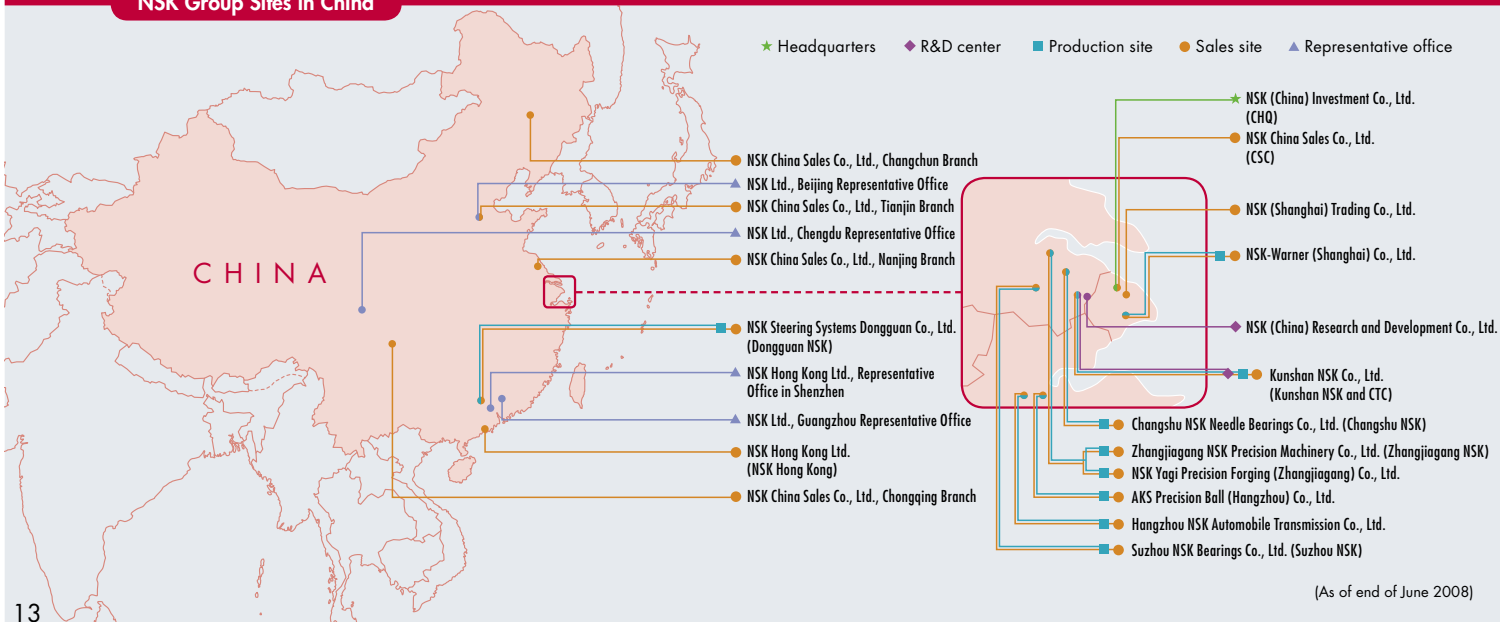 NSK Group Sites in China
★ Headquarters ◆ R&D center ■ Production site ● Sales site ▲ Representative office
CHINA
NSK China Sales Co., Ltd., Changchun Branch
NSK Ltd., Beijing Representative Office
NSK China Sales Co., Ltd., Tianjin Branch
NSK Ltd., Chengdu Representative Office
NSK China Sales Co., Ltd., Nanjing Branch
NSK Steering Systems Dongguan Co., Ltd.
(Dongguan NSK)
NSK Hong Kong Ltd., Representative
Office in Shenzhen
NSK Ltd., Guangzhou Representative Office
NSK Hong Kong Ltd.
(NSK Hong Kong)
NSK China Sales Co., Ltd., Chongqing Branch
NSK (China) Investment Co., Ltd.
(CHQ)
NSK China Sales Co., Ltd.
(CSC)
NSK (Shanghai) Trading Co., Ltd.
NSK-Warner (Shanghai) Co., Ltd.
NSK (China) Research and Development Co., Ltd.
Kunshan NSK Co., Ltd.
(Kunshan NSK and CTC)
Changshu NSK Needle Bearings Co., Ltd. (Changshu NSK)
Zhangjiagang NSK Precision Machinery Co., Ltd. (Zhangjiagang NSK)
NSK Yagi Precision Forging (Zhangjiagang) Co., Ltd.
AKS Precision Ball (Hangzhou) Co., Ltd.
Hangzhou NSK Automobile Transmission Co., Ltd.
Suzhou NSK Bearings Co., Ltd. (Suzhou NSK)
(As of end of June 2008)
13